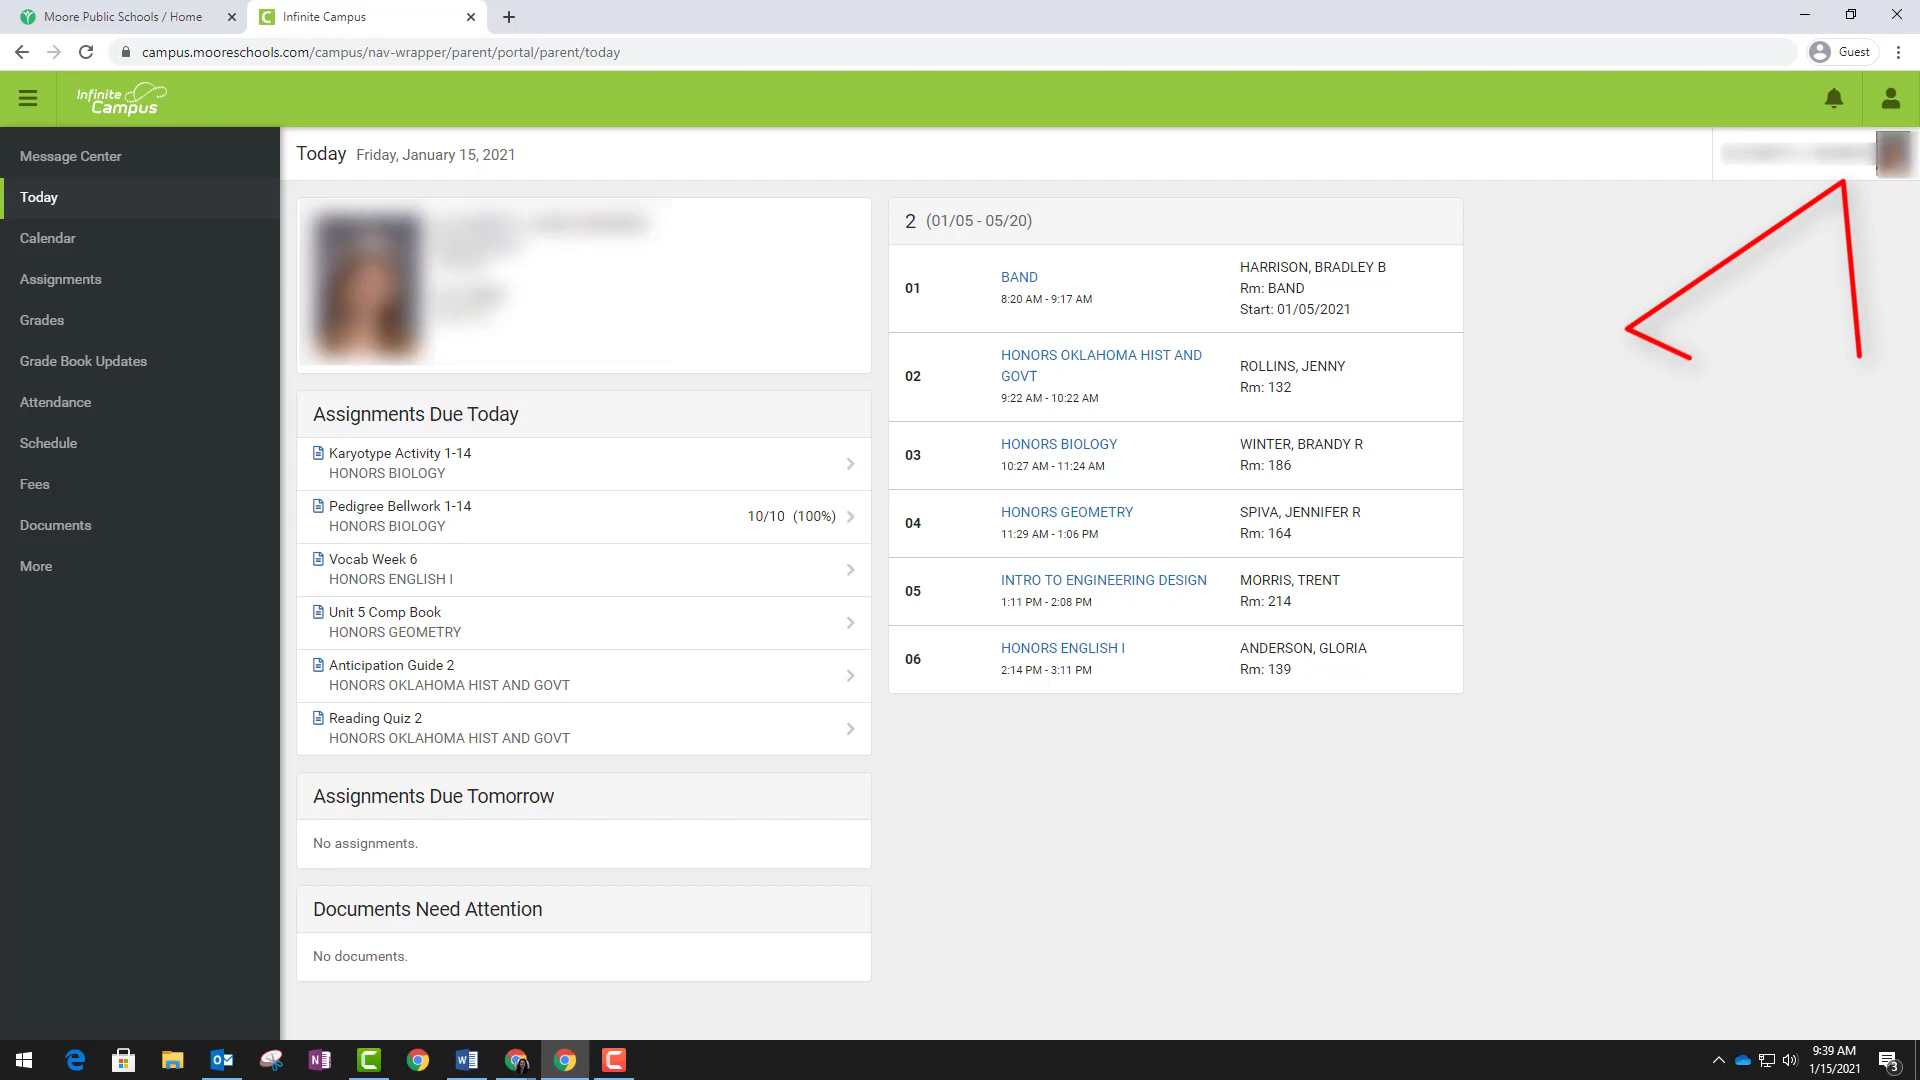 Moore Public Schools / Home
Infinite Campus
campus.mooreschools.com/campus/nav-wrapper/parent/portal/parent/today
Guest
Infinite
Campus
Message Center
Today
Calendar
Assignments
Grades
Grade Book Updates
Attendance
Schedule
Fees
Documents
More
Today Friday, January 15, 2021
Assignments Due Today
Karyotype Activity 1-14
HONORS BIOLOGY
Pedigree Bellwork 1-14
HONORS BIOLOGY
10/10 (100%)
Vocab Week 6
HONORS ENGLISH I
Unit 5 Comp Book
HONORS GEOMETRY
Anticipation Guide 2
HONORS OKLAHOMA HIST AND GOVT
Reading Quiz 2
HONORS OKLAHOMA HIST AND GOVT
Assignments Due Tomorrow
No assignments.
Documents Need Attention
No documents.
2 (01/05 - 05/20)
01
BAND
8:20 AM - 9:17 AM
HARRISON, BRADLEY B
Rm: BAND
Start: 01/05/2021
02
HONORS OKLAHOMA HIST AND
GOVT
9:22 AM - 10:22 AM
ROLLINS, JENNY
Rm: 132
03
HONORS BIOLOGY
10:27 AM - 11:24 AM
WINTER, BRANDY R
Rm: 186
04
HONORS GEOMETRY
11:29 AM - 1:06 PM
SPIVA, JENNIFER R
Rm: 164
05
INTRO TO ENGINEERING DESIGN
1:11 PM - 2:08 PM
MORRIS, TRENT
Rm: 214
06
HONORS ENGLISH I
2:14 PM - 3:11 PM
ANDERSON, GLORIA
Rm: 139
9:39 AM
1/15/2021
3